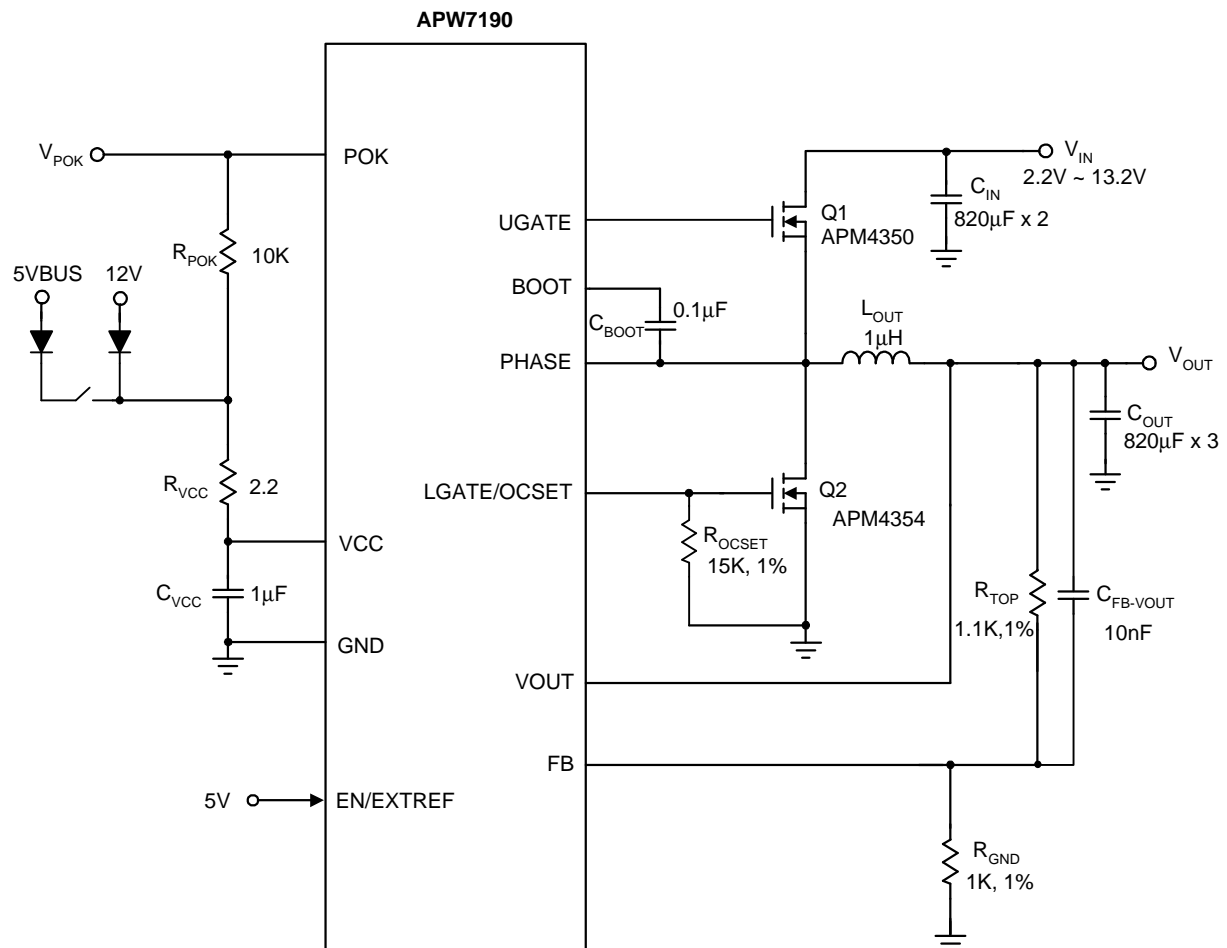 APW7190
V_POK
POK
R_POK
10K
5VBUS
12V
R_VCC
2.2
VCC
C_VCC
1μF
GND
5V
EN/EXTREF
UGATE
BOOT
C_BOOT
0.1μF
PHASE
LGATE/OCSET
VOUT
FB
Q1
APM4350
V_IN
2.2V ~ 13.2V
C_IN
820μF x 2
L_OUT
1μH
V_OUT
C_OUT
820μF x 3
Q2
APM4354
R_OCSET
15K, 1%
R_TOP
1.1K,1%
C_FB-VOUT
10nF
R_GND
1K, 1%